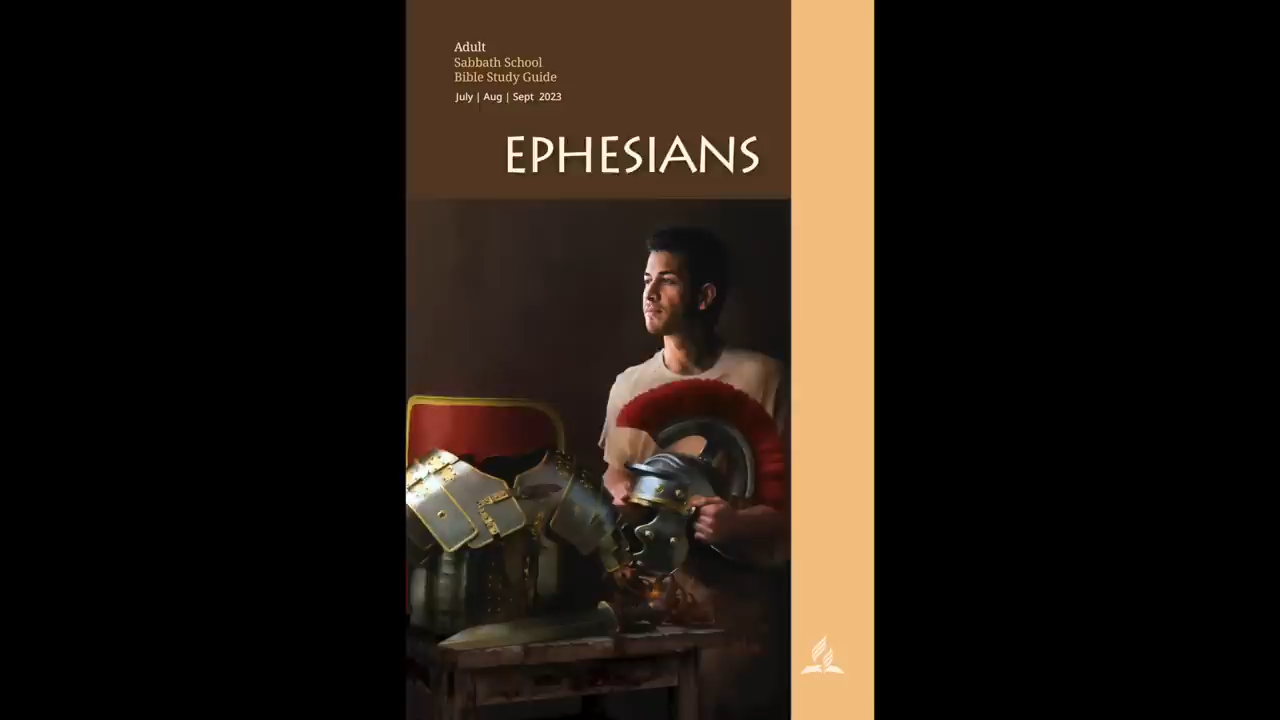 Adult
Sabbath School
Bible Study Guide
July | Aug | Sept 2023
EPHESIANS